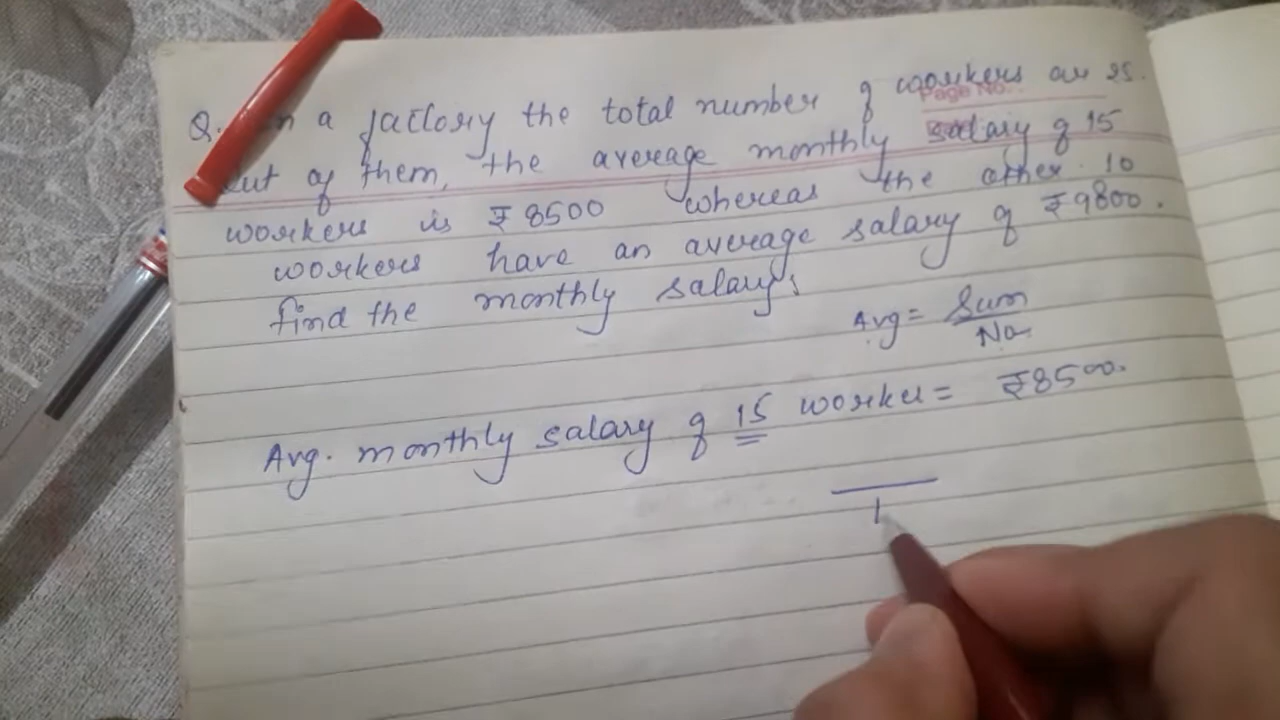 Q. In a factory the total number of workers are 25.
Out of them, the average monthly salary of 15
workers is ₹8500 whereas the other 10
workers have an average salary of ₹9800.
find the monthly salary?
Avg = Sum
No.
Avg. monthly salary of 15 worker = ₹8500.
1